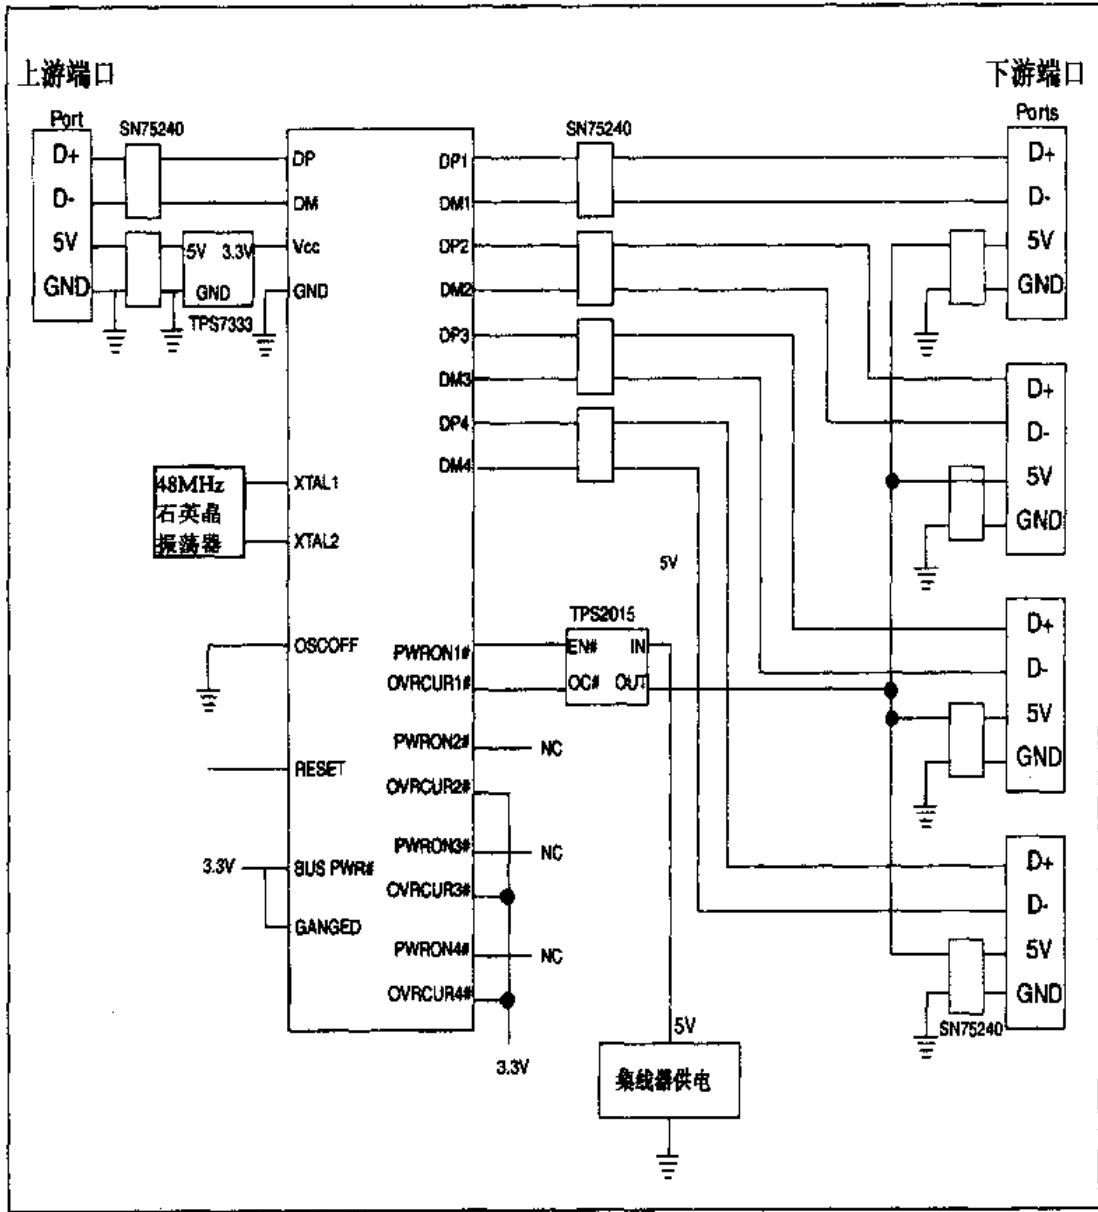 上游端口
下游端口
Port
SN75240
SN75240
Ports
D+
DP
DP1
D+
D-
DM
DM1
D-
5V
5V 3.3V
Vcc
DP2
5V
GND
GND
GND
DM2
GND
TPS7333
DP3
DM3
D+
DP4
D-
DM4
5V
48MHz
石英晶
振荡器
XTAL1
XTAL2
GND
5V
TPS2015
D+
OSCOFF
PWRON1#
EN# IN
D-
OVRCUR1#
OC# OUT
5V
PWRON2#
NC
GND
RESET
OVRCUR2#
PWRON3#
NC
D+
3.3V
BUS PWR#
OVRCUR3#
D-
GANGED
PWRON4#
NC
5V
OVRCUR4#
GND
SN75240
5V
3.3V
集线器供电